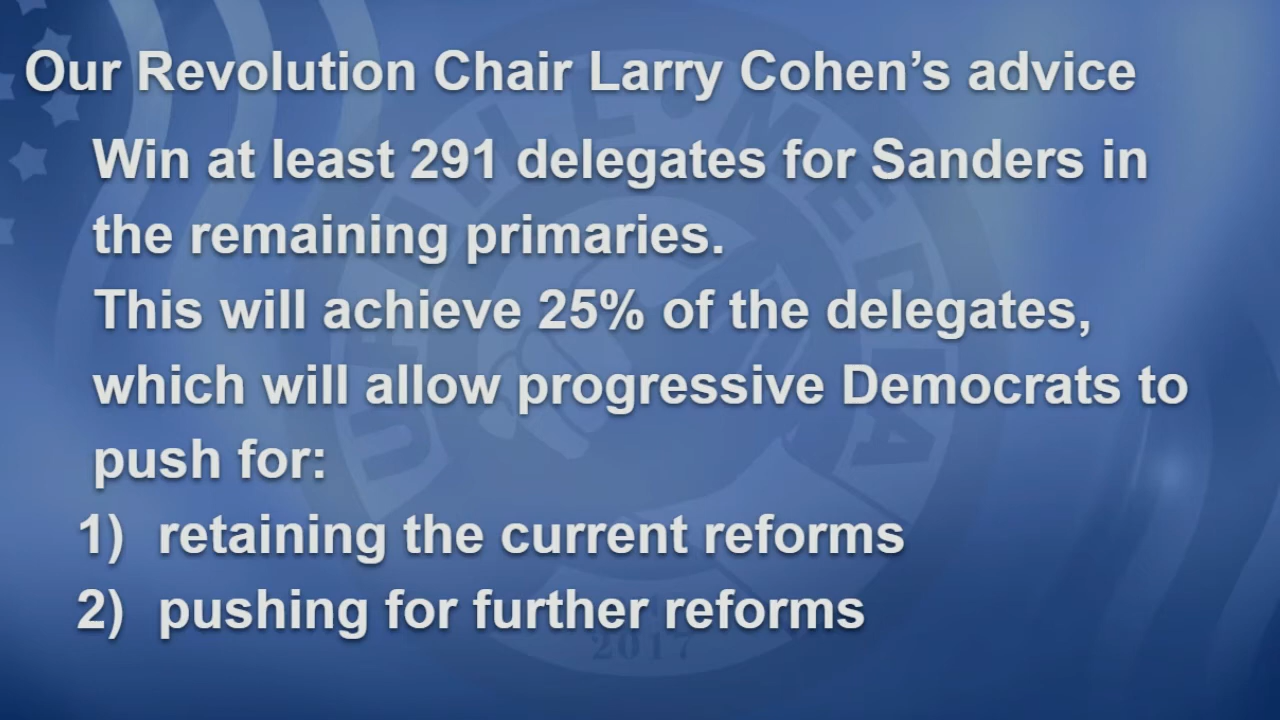 Our Revolution Chair Larry Cohen’s advice
Win at least 291 delegates for Sanders in
the remaining primaries.
This will achieve 25% of the delegates,
which will allow progressive Democrats to
push for:
1) retaining the current reforms
2) pushing for further reforms
2017